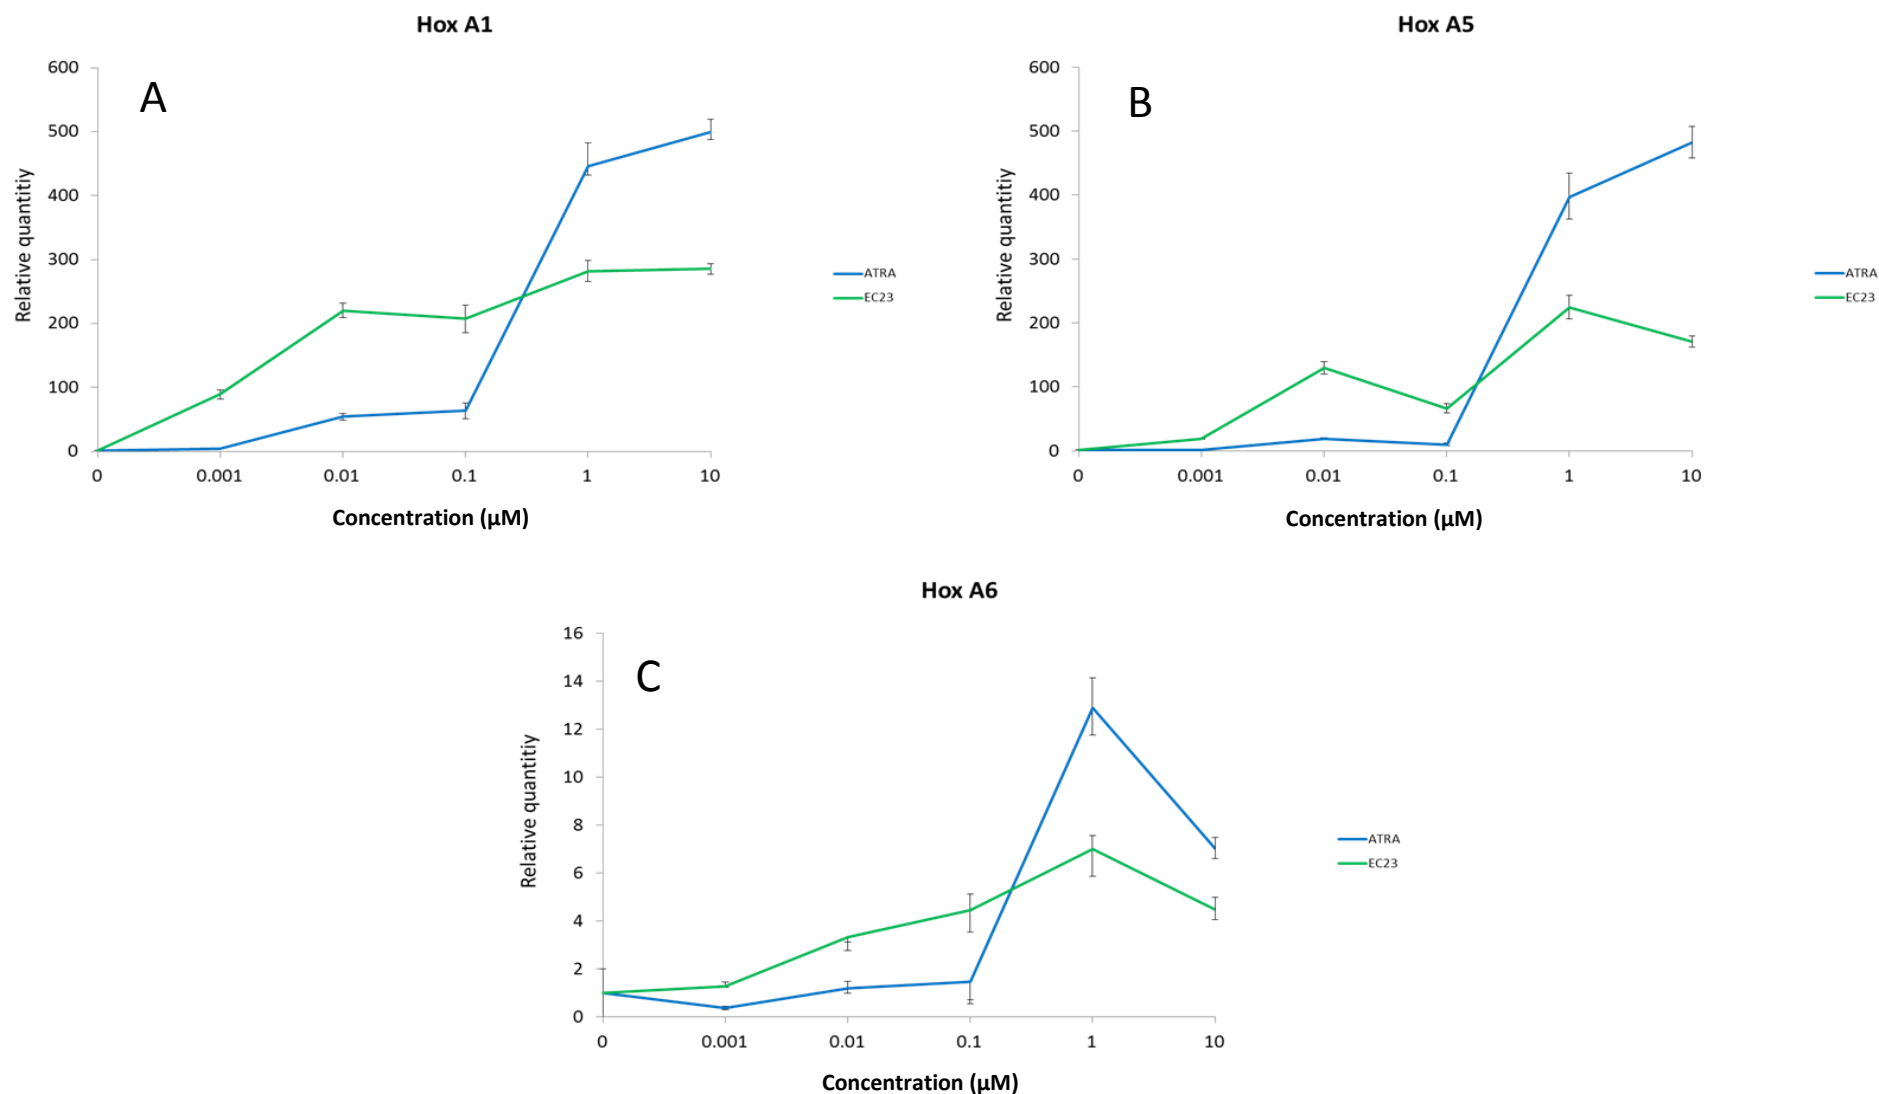 Hox A1
A
600
500
400
300
200
100
0
Relative quantitiy
0 0.001 0.01 0.1 1 10
Concentration (µM)
ATRA
EC23
Hox A5
B
600
500
400
300
200
100
0
Relative quantitiy
0 0.001 0.01 0.1 1 10
Concentration (µM)
ATRA
EC23
Hox A6
C
16
14
12
10
8
6
4
2
0
Relative quantitiy
0 0.001 0.01 0.1 1 10
Concentration (µM)
ATRA
EC23